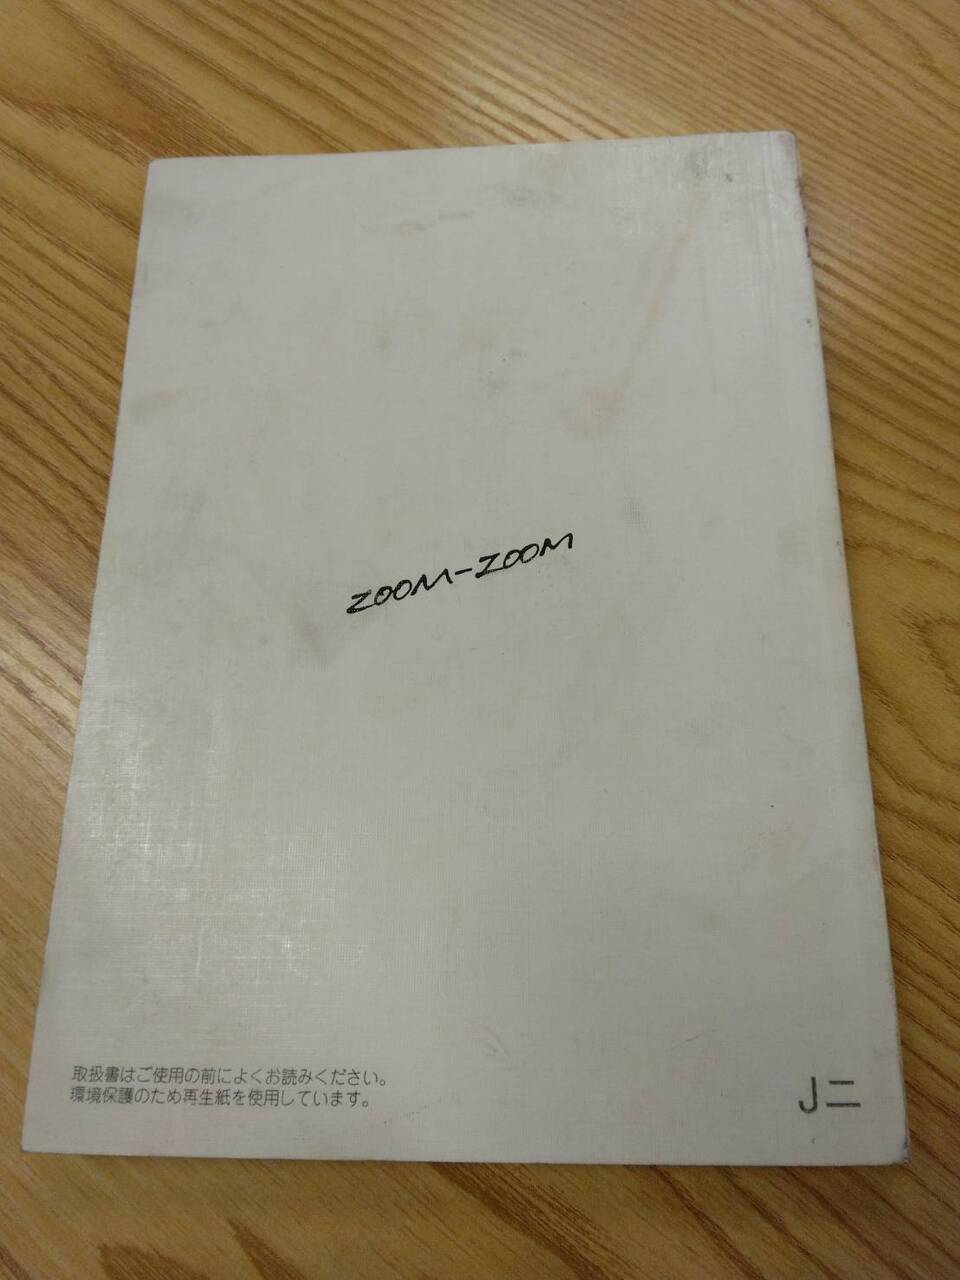 ZOOM-ZOOM
取扱書はご使用の前によくお読みください。
環境保護のため再生紙を使用しています。
Jニ